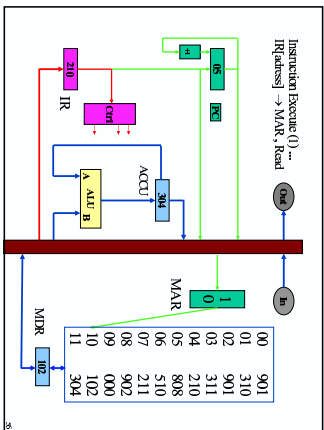 Instruction Execute (1) ...
IR[adress] → MAR , Read
Out
In
+
05
PC
1
0
MAR
ACCU
304
ALU
A
B
Ctrl
210
IR
MDR
102
00 901
01 310
02 901
03 311
04 210
05 808
06 510
07 211
08 902
09 000
10 102
11 304